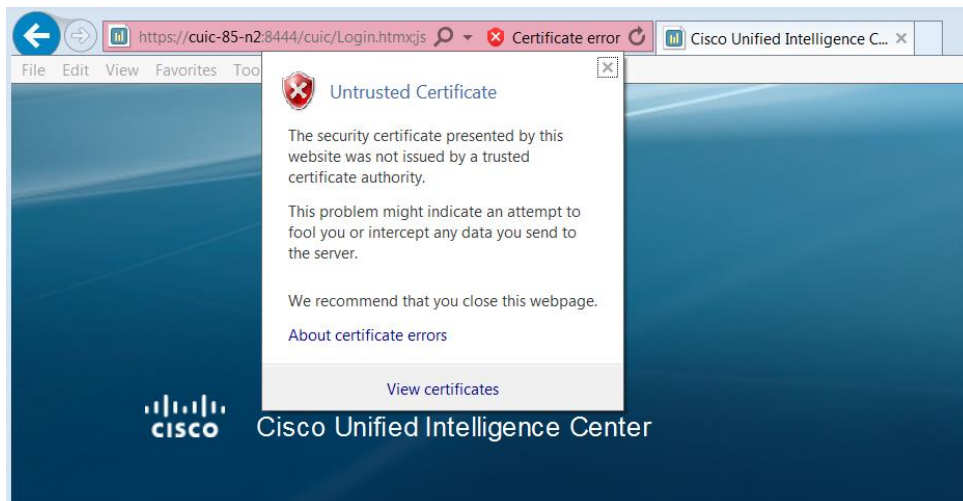 https://cuic-85-n2:8444/cuic/Login.htmx;js Certificate error Cisco Unified Intelligence C...
File Edit View Favorites Too
Untrusted Certificate
The security certificate presented by this
website was not issued by a trusted
certificate authority.
This problem might indicate an attempt to
fool you or intercept any data you send to
the server.
We recommend that you close this webpage.
About certificate errors
View certificates
CISCO Cisco Unified Intelligence Center